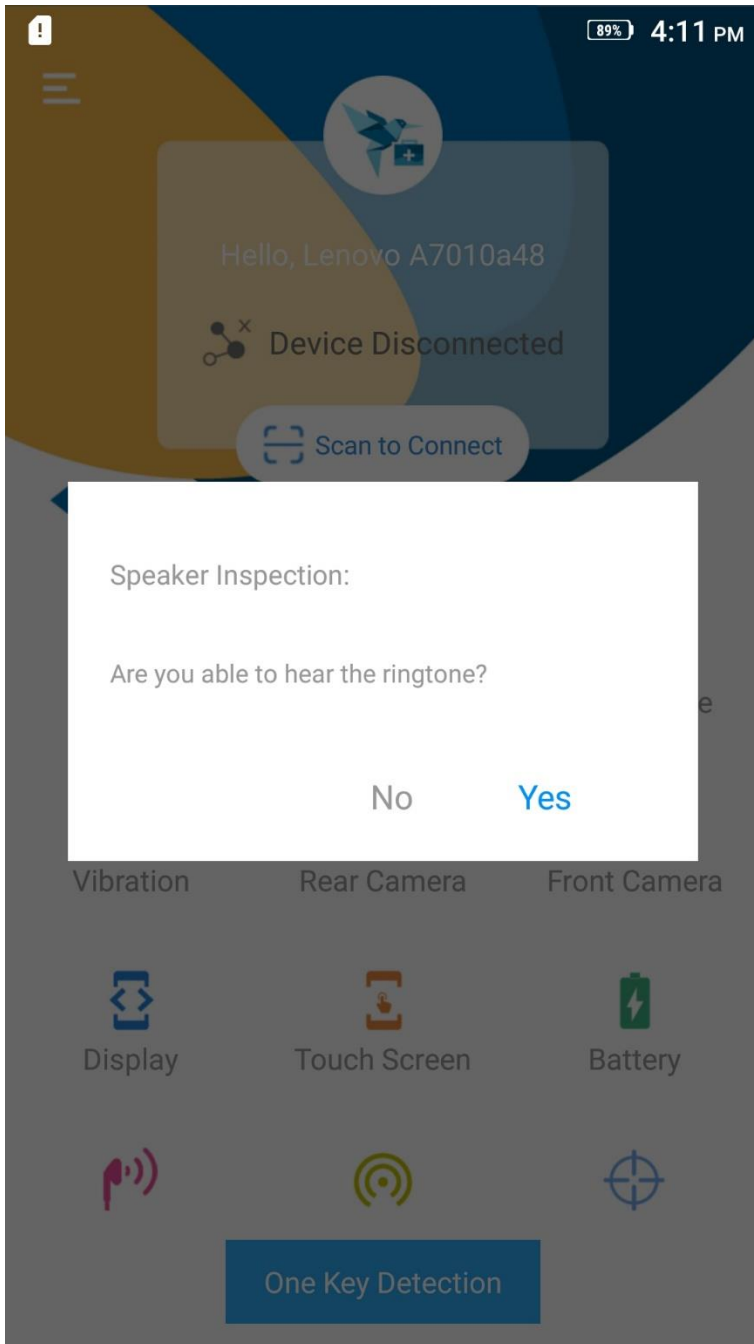 89% 4:11 PM
Hello, Lenovo A7010a48
Device Disconnected
Scan to Connect
Speaker Inspection:
Are you able to hear the ringtone?
e
No Yes
Vibration Rear Camera Front Camera
Display Touch Screen Battery
One Key Detection